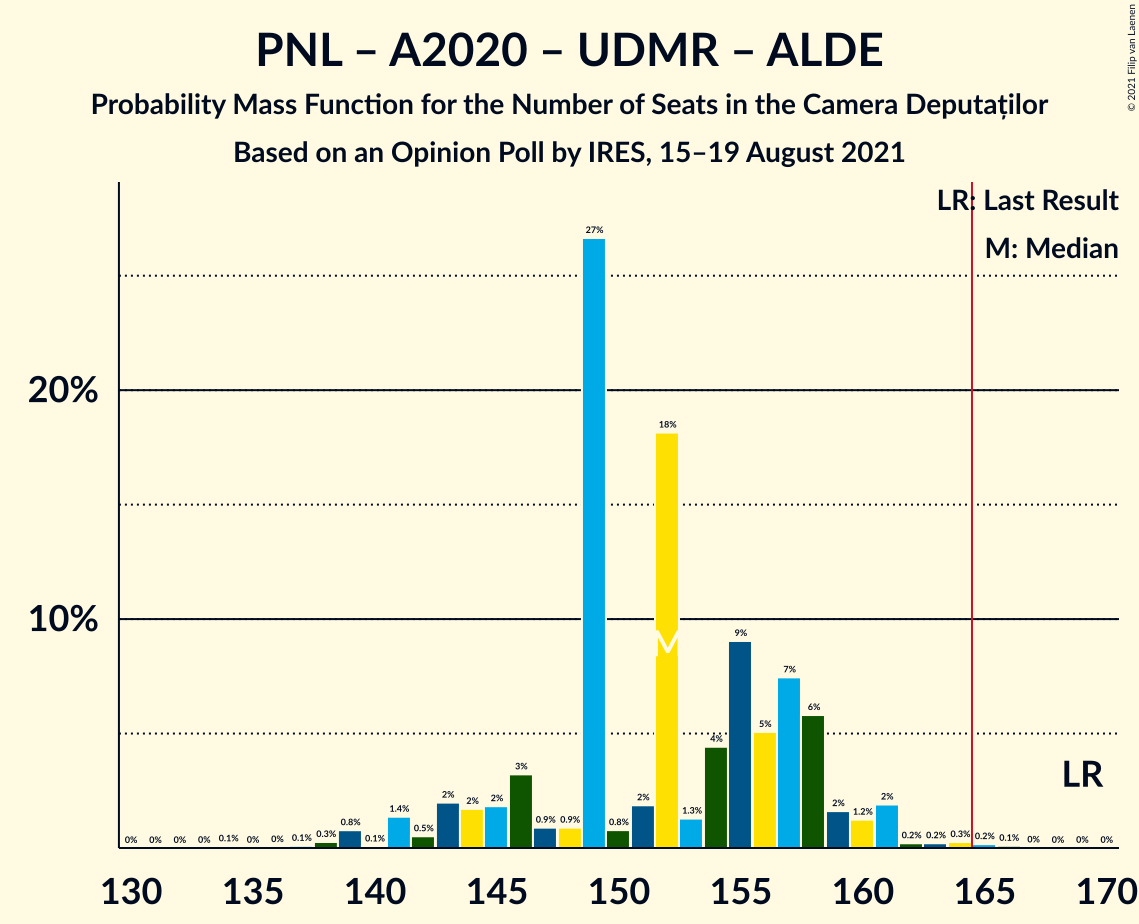 PNL – A2020 – UDMR – ALDE
Probability Mass Function for the Number of Seats in the Camera Deputaților
Based on an Opinion Poll by IRES, 15–19 August 2021
© 2021 Filip van Laenen
LR: Last Result
M: Median
20%
10%
0% 0% 0% 0% 0.1% 0% 0% 0.1% 0.3% 0.8% 0.1% 1.4% 0.5% 2% 2% 2% 3% 0.9% 0.9% 27% 0.8% 2% 18% 1.3% 4% 9% 5% 7% 6% 2% 1.2% 2% 0.2% 0.2% 0.3% 0.2% 0.1% 0% 0% 0% 0%
M
LR
130 135 140 145 150 155 160 165 170